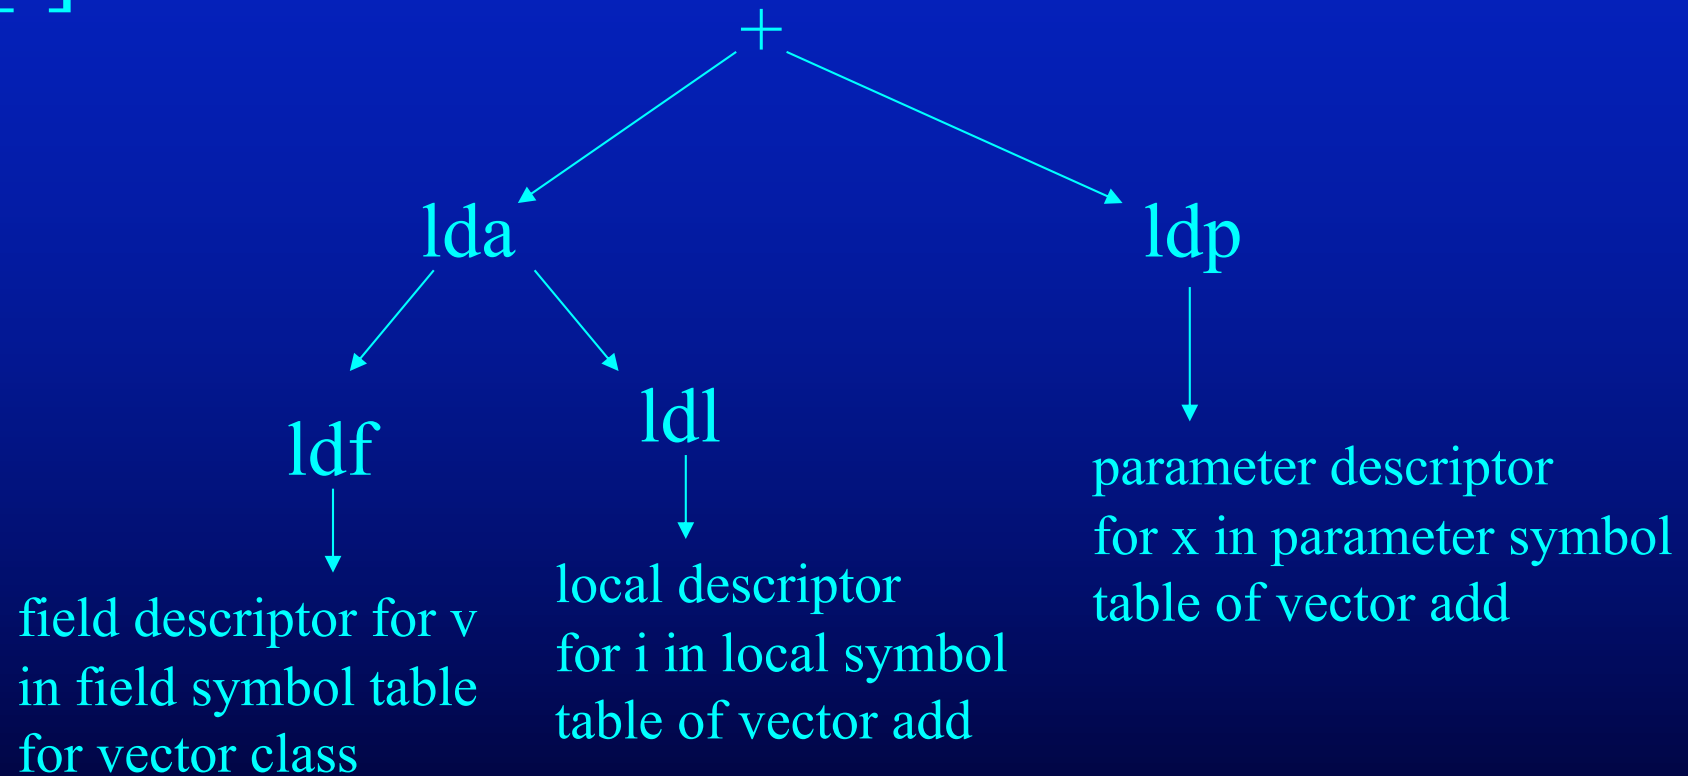 +
lda
ldp
ldf
ldl
field descriptor for v
in field symbol table
for vector class
local descriptor
for i in local symbol
table of vector add
parameter descriptor
for x in parameter symbol
table of vector add